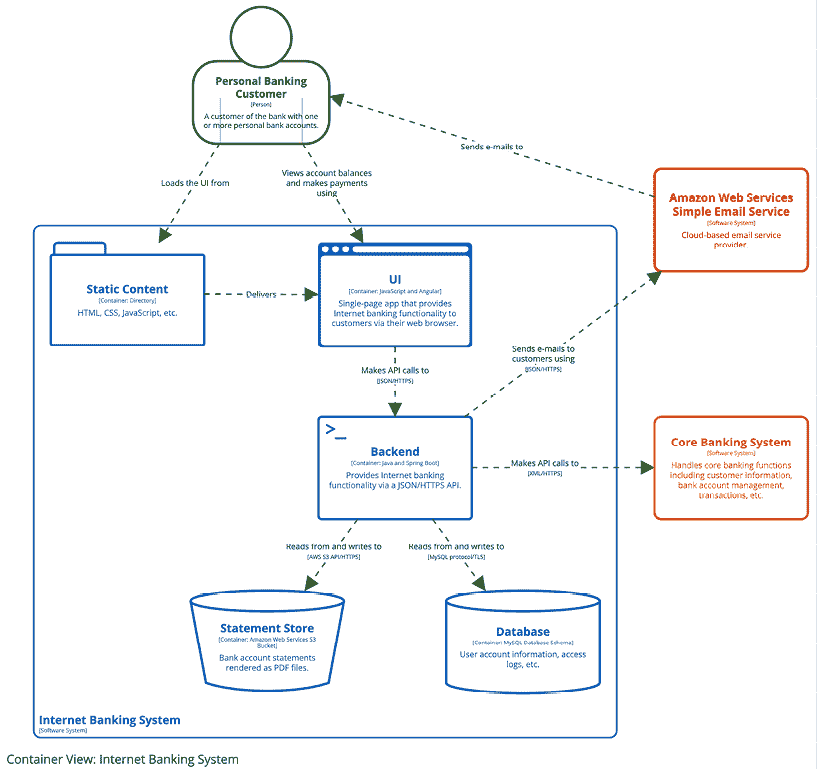 Personal Banking
Customer
[Person]
A customer of the bank with one
or more personal bank accounts.
Sends e-mails to
Loads the UI from
Views account balances
and makes payments
using
Amazon Web Services
Simple Email Service
[Software System]
Cloud-based email service
provider.
Static Content
[Container: Directory]
HTML, CSS, JavaScript, etc.
Delivers
UI
[Container: JavaScript and Angular]
Single-page app that provides
Internet banking functionality to
customers via their web browser.
Makes API calls to
[JSON/HTTPS]
Sends e-mails to
customers using
[JSON/HTTPS]
>_
Backend
[Container: Java and Spring Boot]
Provides Internet banking
functionality via a JSON/HTTPS API.
Makes API calls to
[XML/HTTPS]
Core Banking System
[Software System]
Handles core banking functions
including customer information,
bank account management,
transactions, etc.
Reads from and writes to
[AWS S3 API/HTTPS]
Reads from and writes to
[MySQL protocol/TLS]
Statement Store
[Container: Amazon Web Services S3
Bucket]
Bank account statements
rendered as PDF files.
Database
[Container: MySQL Database Schema]
User account information, access
logs, etc.
Internet Banking System
[Software System]
Container View: Internet Banking System